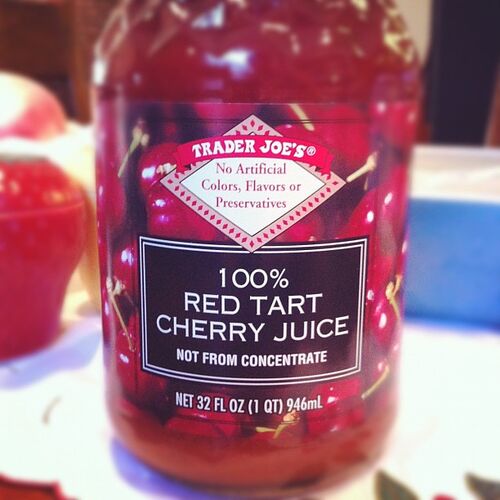 TRADER JOE'S®
No Artificial
Colors, Flavors or
Preservatives
100%
RED TART
CHERRY JUICE
NOT FROM CONCENTRATE
NET 32 FL OZ (1 QT) 946mL